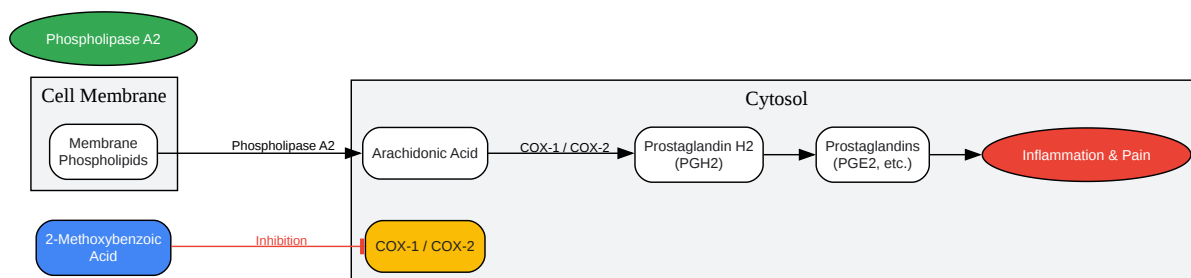 Phospholipase A2
Cell Membrane
Cytosol
Membrane
Phospholipids
Phospholipase A2
Arachidonic Acid
COX-1 / COX-2
Prostaglandin H2
(PGH2)
Prostaglandins
(PGE2, etc.)
Inflammation & Pain
2-Methoxybenzoic
Acid
Inhibition
COX-1 / COX-2